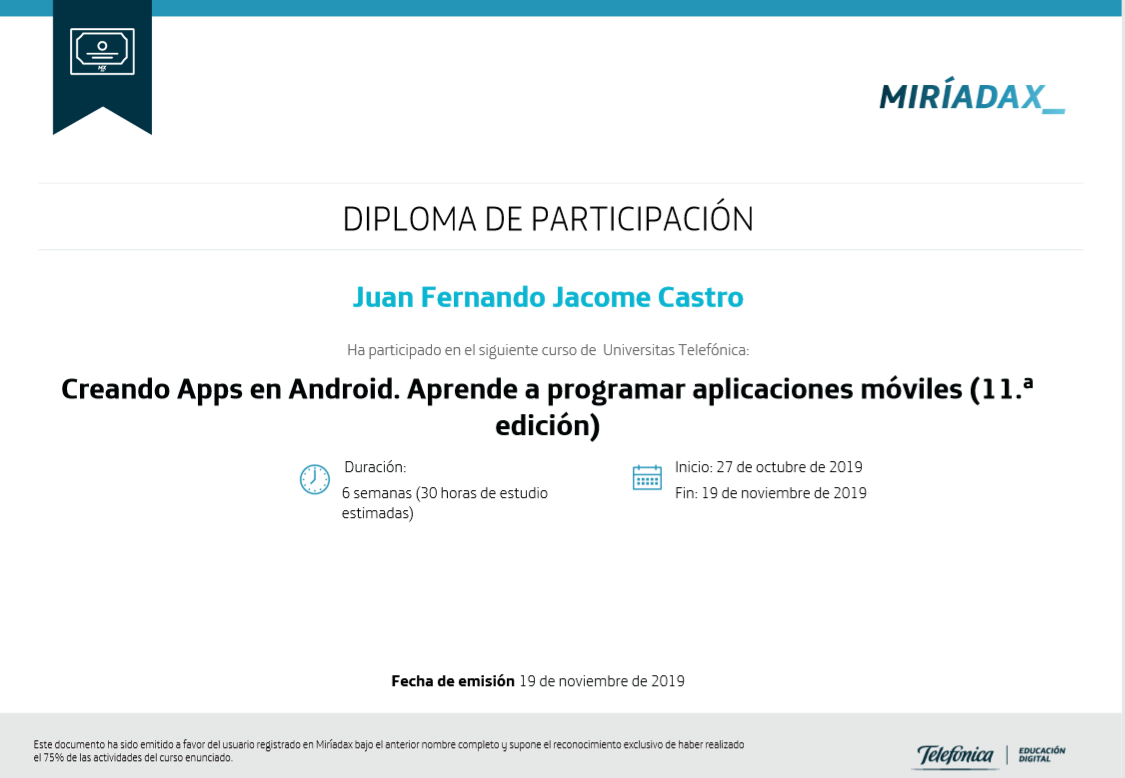 MIRÍADAX_
DIPLOMA DE PARTICIPACIÓN
Juan Fernando Jacome Castro
Ha participado en el siguiente curso de Universitas Telefónica:
Creando Apps en Android. Aprende a programar aplicaciones móviles (11.ª
edición)
Duración:
6 semanas (30 horas de estudio
estimadas)
Inicio: 27 de octubre de 2019
Fin: 19 de noviembre de 2019
Fecha de emisión 19 de noviembre de 2019
Este documento ha sido emitido a favor del usuario registrado en Miríadax bajo el anterior nombre completo y supone el reconocimiento exclusivo de haber realizado
el 75% de las actividades del curso enunciado.
Telefónica | EDUCACIÓN
DIGITAL